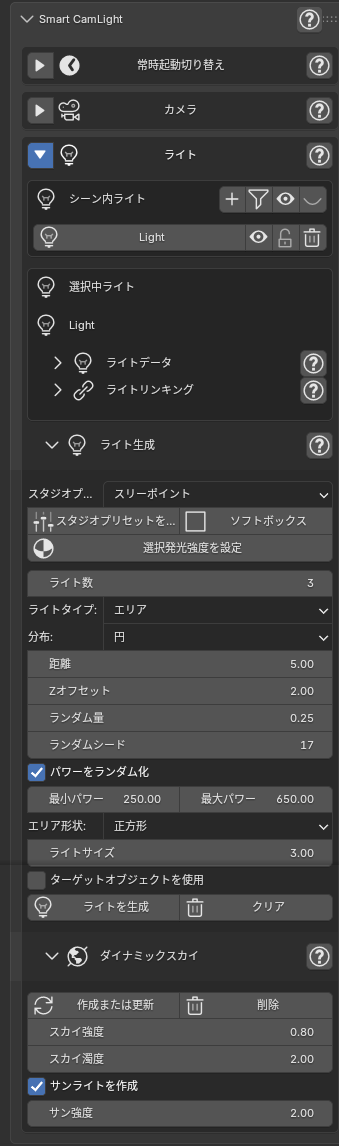 Smart CamLight
常時起動切り替え
カメラ
ライト
シーン内ライト
Light
選択中ライト
Light
ライトデータ
ライトリンキング
ライト生成
スタジオプ... スリーポイント
スタジオプリセットを... ソフトボックス
選択発光強度を設定
ライト数 3
ライトタイプ: エリア
分布: 円
距離 5.00
Zオフセット 2.00
ランダム量 0.25
ランダムシード 17
パワーをランダム化
最小パワー 250.00 最大パワー 650.00
エリア形状: 正方形
ライトサイズ 3.00
ターゲットオブジェクトを使用
ライトを生成 クリア
ダイナミックスカイ
作成または更新 削除
スカイ強度 0.80
スカイ濁度 2.00
サンライトを作成
サン強度 2.00